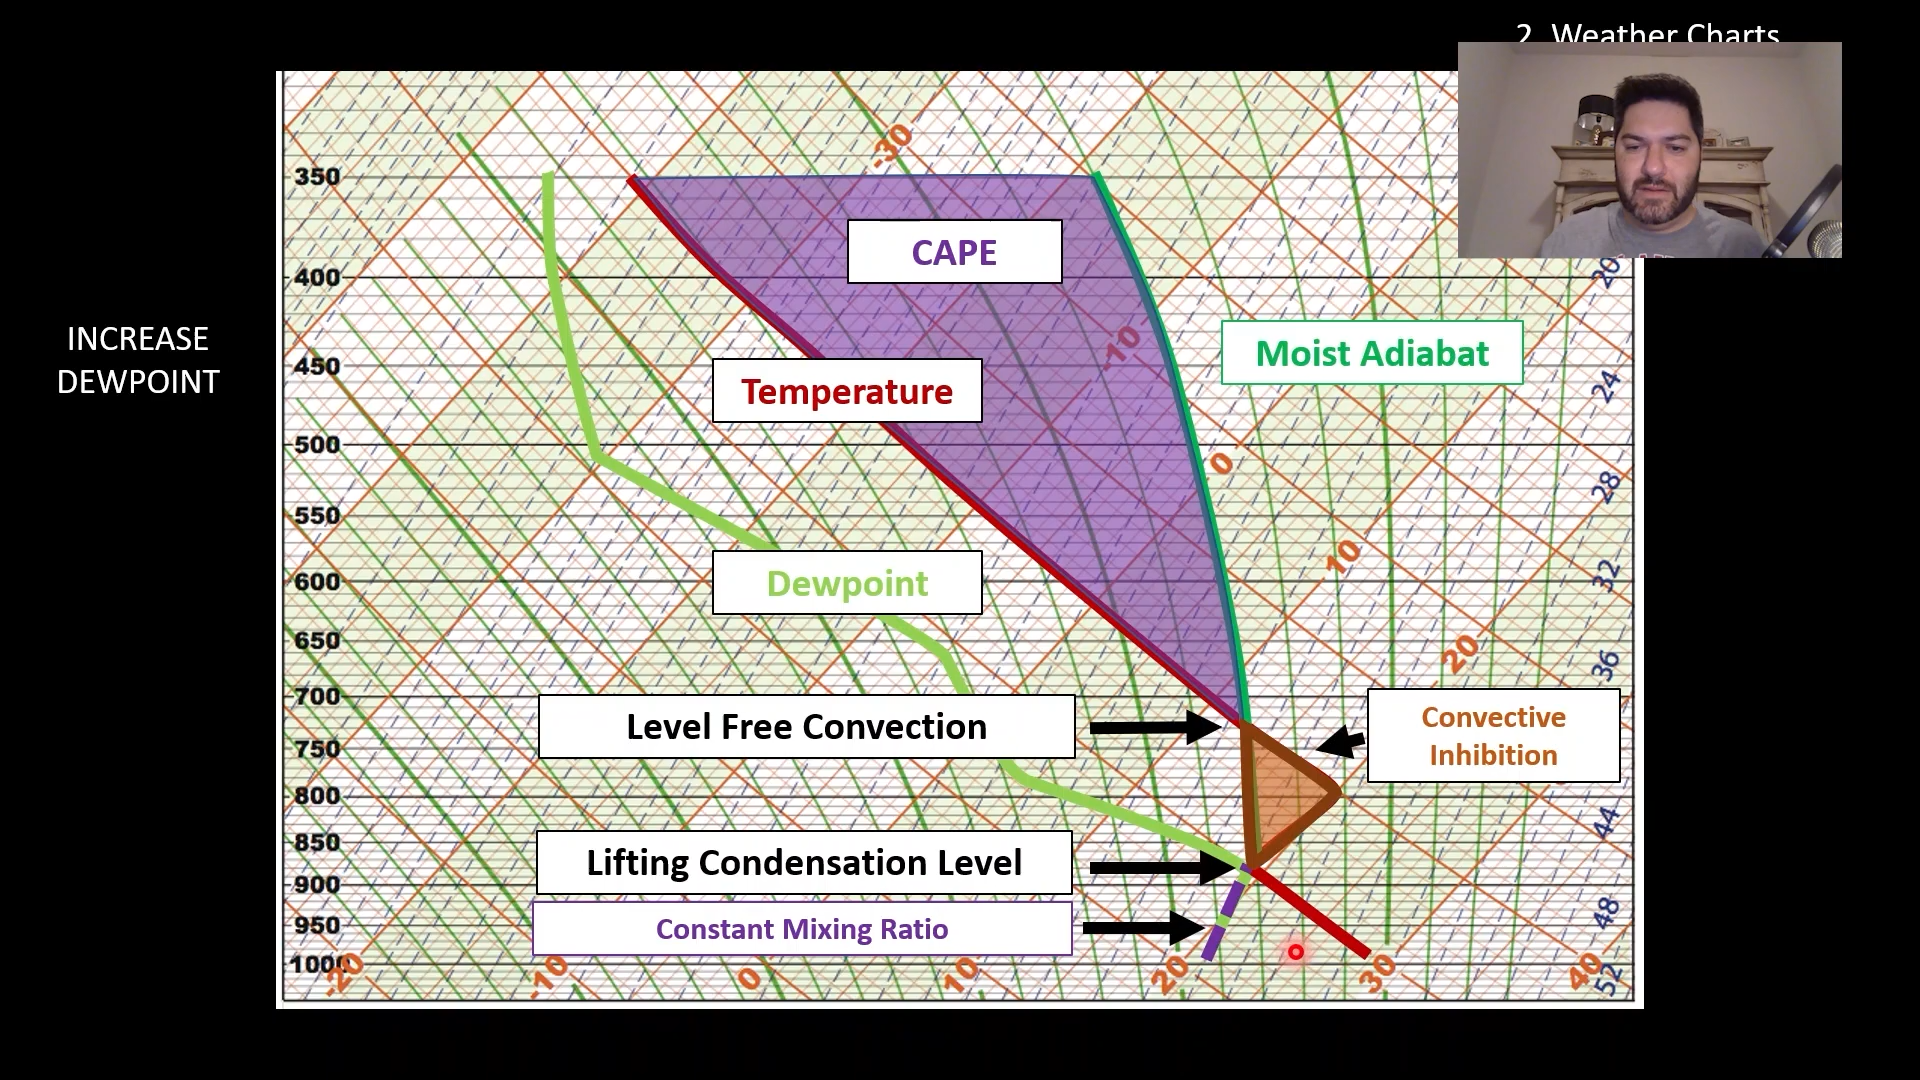 2. Weather Charts
INCREASE
DEWPOINT
350
400
450
500
550
600
650
700
750
800
850
900
950
1000
-30
-10
0
10
20
-20
-10
0
10
20
30
40
20
24
28
32
36
44
48
52
CAPE
Moist Adiabat
Temperature
Dewpoint
Level Free Convection
Convective
Inhibition
Lifting Condensation Level
Constant Mixing Ratio